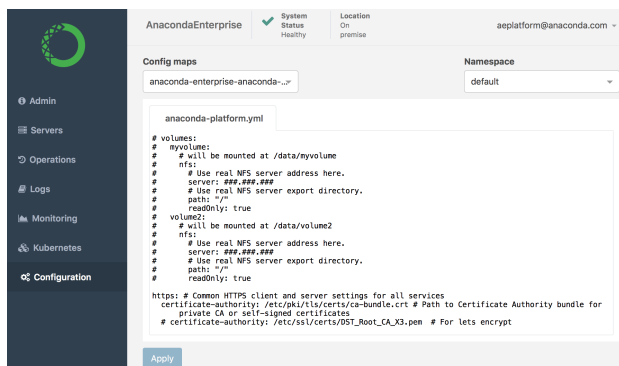 AnacondaEnterprise
System
Status
Healthy
Location
On
premise
aeplatform@anaconda.com
Admin
Servers
Operations
Logs
Monitoring
Kubernetes
Configuration
Config maps
anaconda-enterprise-anaconda-...
Namespace
default
anaconda-platform.yml
# volumes:
#   myvolume:
#     # will be mounted at /data/myvolume
#     nfs:
#       # Use real NFS server address here.
#       server: ###.###.###
#       # Use real NFS server export directory.
#       path: "/"
#       readOnly: true
#   volume2:
#     # will be mounted at /data/volume2
#     nfs:
#       # Use real NFS server address here.
#       server: ###.###.###
#       # Use real NFS server export directory.
#       path: "/"
#       readOnly: true
https: # Common HTTPS client and server settings for all services
  certificate-authority: /etc/pki/tls/certs/ca-bundle.crt # Path to Certificate Authority bundle for
    private CA or self-signed certificates
  # certificate-authority: /etc/ssl/certs/DST_Root_CA_X3.pem  # For lets encrypt
Apply